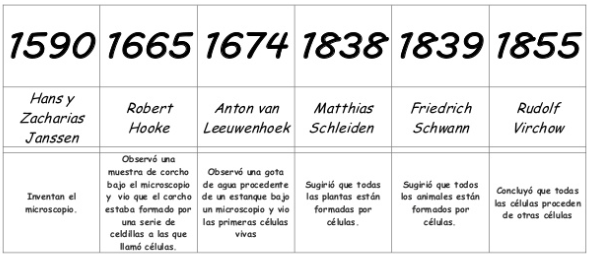 1590 1665 1674 1838 1839 1855
Hans y
Zacharias
Janssen
Robert
Hooke
Anton van
Leeuwenhoek
Matthias
Schleiden
Friedrich
Schwann
Rudolf
Virchow
Inventan el
microscopio.
Observó una
muestra de corcho
bajo el microscopio
y vio que el corcho
estaba formado por
una serie de
celdillas a las que
llamó células.
Observó una gota
de agua procedente
de un estanque bajo
un microscopio y vio
las primeras células
vivas
Sugirió que todas
las plantas están
formadas por
células.
Sugirió que todos
los animales están
formados por
células.
Concluyó que todas
las células proceden
de otras células